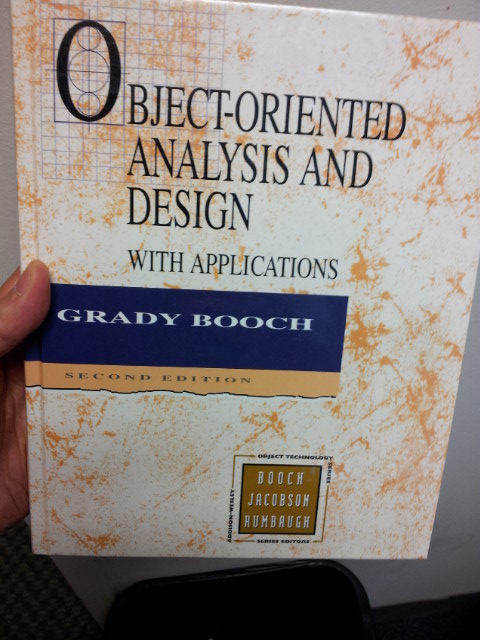 OBJECT-ORIENTED
ANALYSIS AND
DESIGN
WITH APPLICATIONS
GRADY BOOCH
SECOND EDITION
OBJECT TECHNOLOGY
SERIES
BOOCH
JACOBSON
RUMBAUGH
ADDISON-WESLEY
SERIES EDITORS